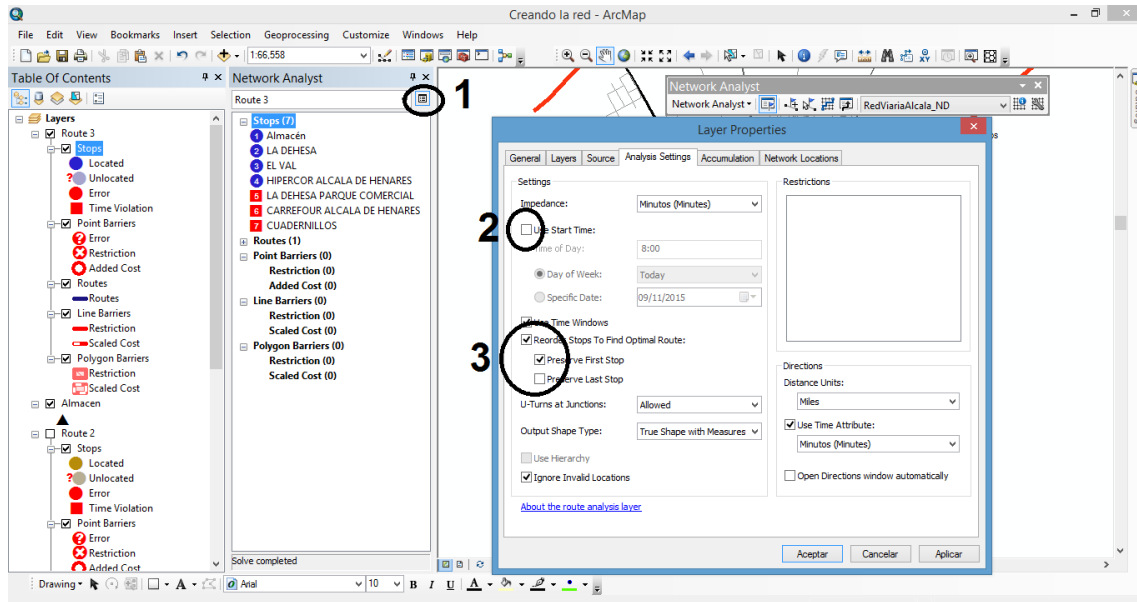 Creando la red - ArcMap
File Edit View Bookmarks Insert Selection Geoprocessing Customize Windows Help
1:66,558
Table Of Contents
Layers
Route 3
Stops
Located
? Unlocated
Error
Time Violation
Point Barriers
Error
Restriction
Added Cost
Routes
Routes
Line Barriers
Restriction
Scaled Cost
Polygon Barriers
Restriction
Scaled Cost
Almacen
Route 2
Stops
Located
? Unlocated
Error
Time Violation
Point Barriers
Error
Restriction
Added Cost
Network Analyst
Route 3
1
Stops (7)
1 Almacén
2 LA DEHESA
3 EL VAL
4 HIPERCOR ALCALA DE HENARES
5 LA DEHESA PARQUE COMERCIAL
6 CARREFOUR ALCALA DE HENARES
7 CUADERNILLOS
Routes (1)
Point Barriers (0)
Restriction (0)
Added Cost (0)
Line Barriers (0)
Restriction (0)
Scaled Cost (0)
Polygon Barriers (0)
Restriction (0)
Scaled Cost (0)
Solve completed
Network Analyst
Network Analyst RedViariaAlcala_ND
Layer Properties
General Layers Source Analysis Settings Accumulation Network Locations
Settings
Impedance: Minutos (Minutes)
2
Use Start Time:
Time of Day: 8:00
Day of Week: Today
Specific Date: 09/11/2015
Use Time Windows
Reorder Stops To Find Optimal Route:
3
Preserve First Stop
Preserve Last Stop
U-Turns at Junctions: Allowed
Output Shape Type: True Shape with Measures
Use Hierarchy
Ignore Invalid Locations
About the route analysis layer
Restrictions
Directions
Distance Units:
Miles
Use Time Attribute:
Minutos (Minutes)
Open Directions window automatically
Aceptar Cancelar Aplicar
Drawing A Arial 10 B I U A